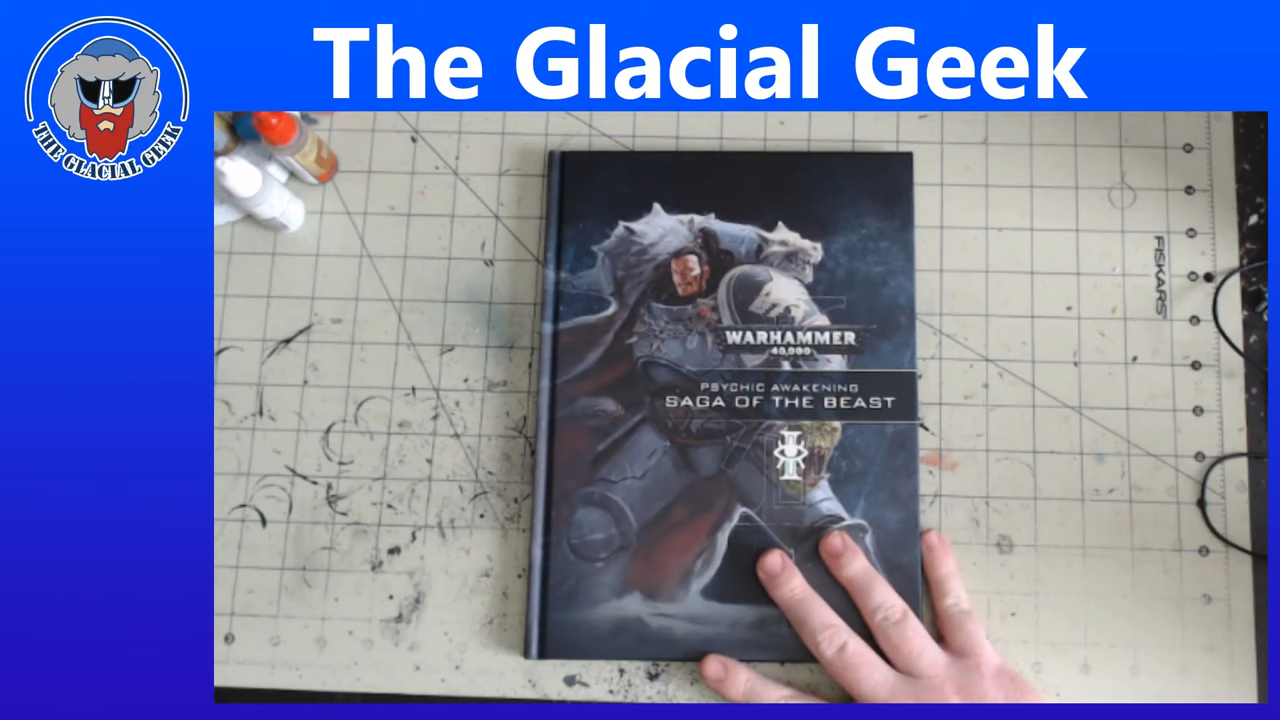 The Glacial Geek
THE GLACIAL GEEK
FISKARS
WARHAMMER
40,000
PSYCHIC AWAKENING
SAGA OF THE BEAST